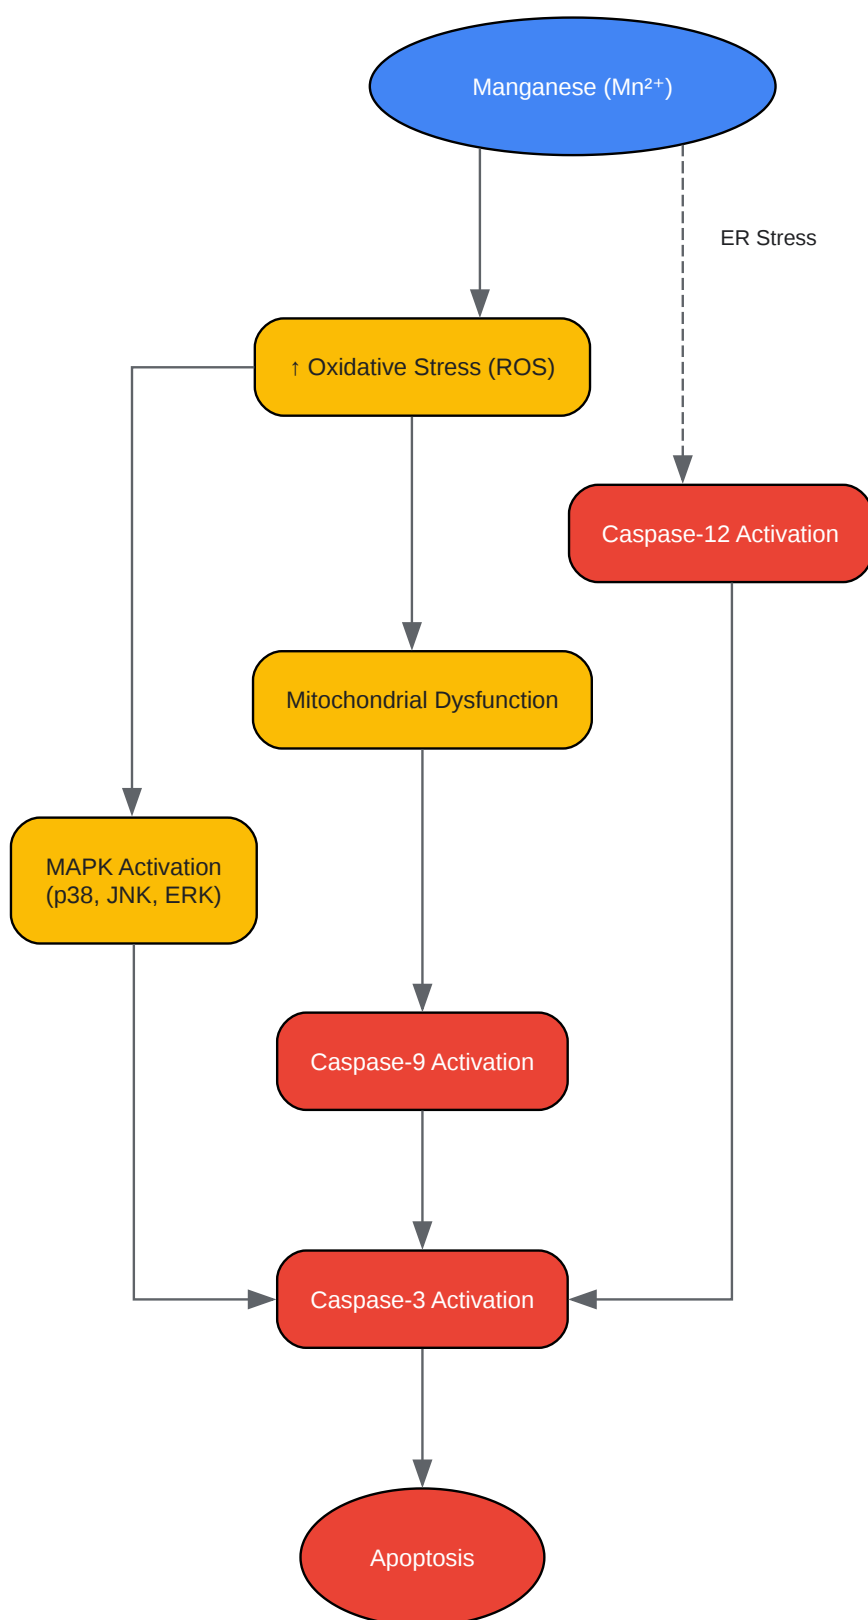 Manganese (Mn²⁺)
ER Stress
↑ Oxidative Stress (ROS)
Caspase-12 Activation
Mitochondrial Dysfunction
MAPK Activation
(p38, JNK, ERK)
Caspase-9 Activation
Caspase-3 Activation
Apoptosis